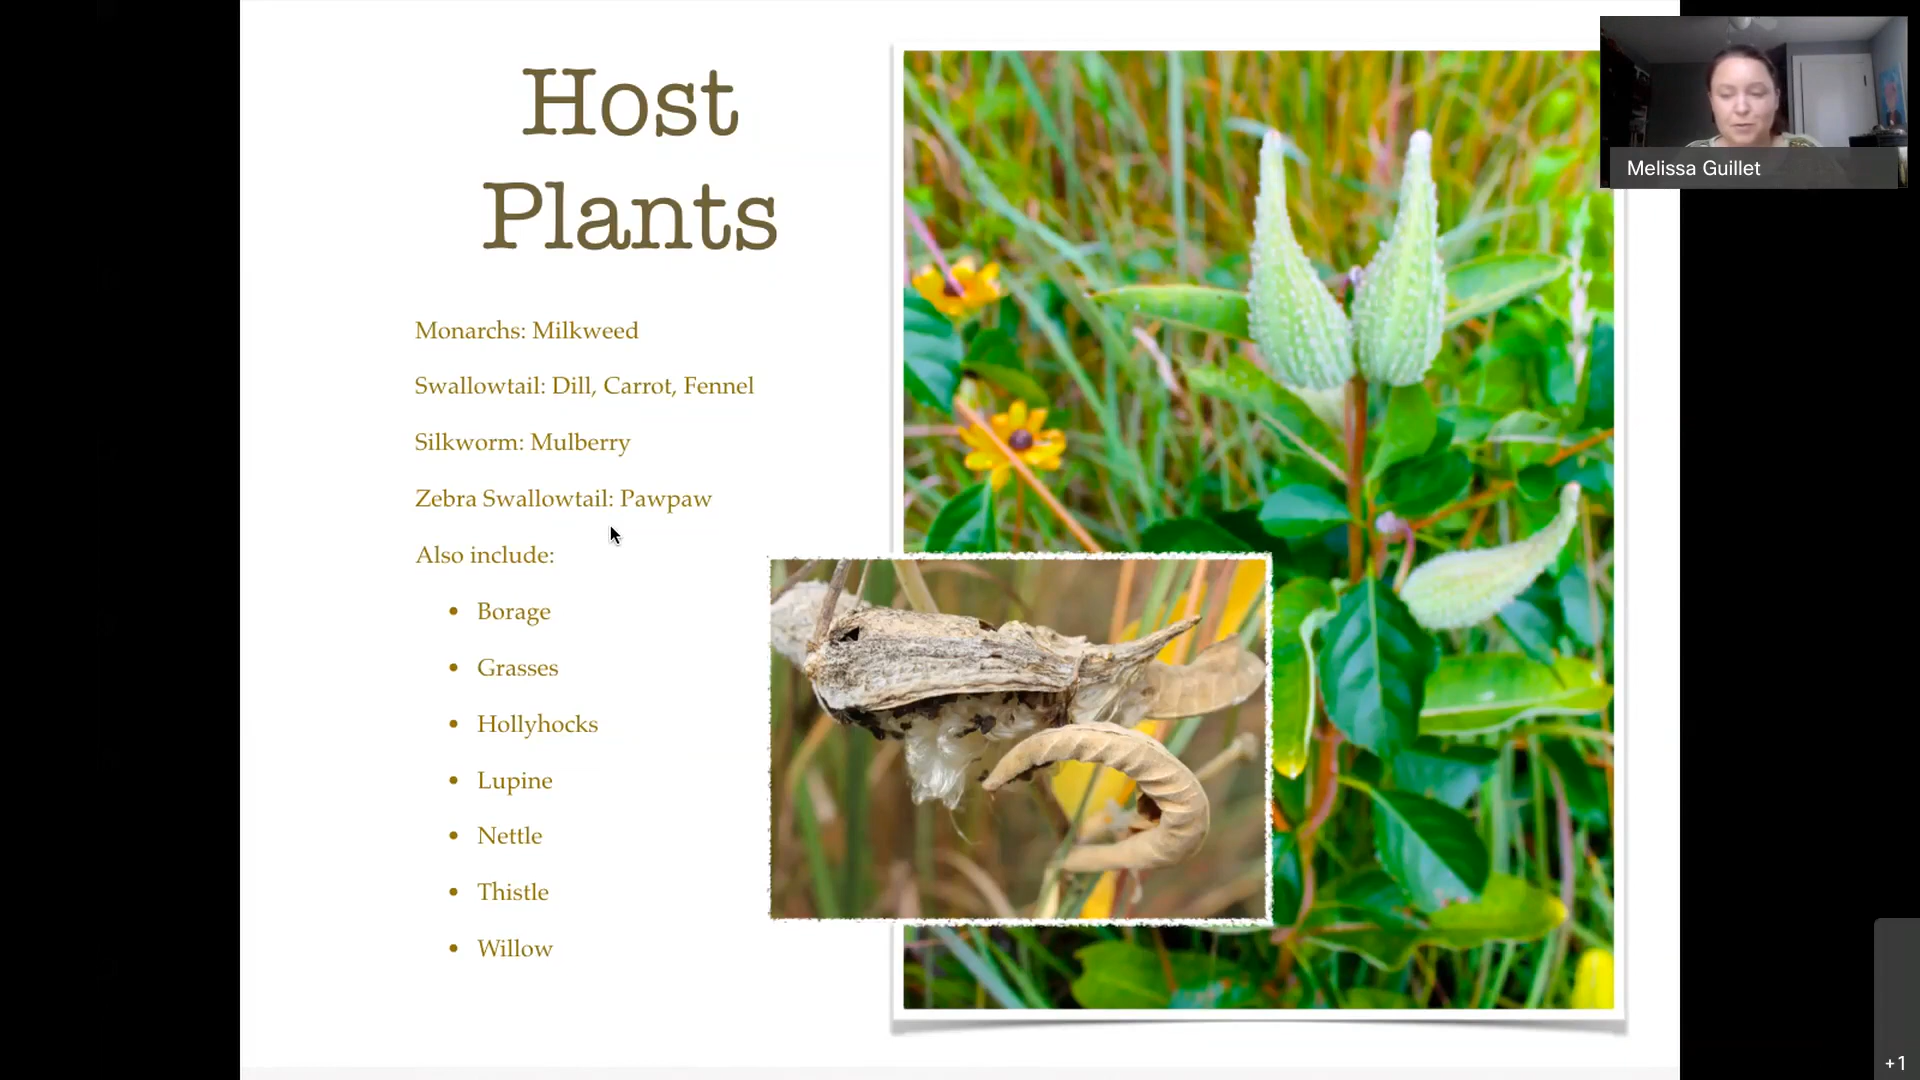 Host
Plants
Monarchs: Milkweed
Swallowtail: Dill, Carrot, Fennel
Silkworm: Mulberry
Zebra Swallowtail: Pawpaw
Also include:
• Borage
• Grasses
• Hollyhocks
• Lupine
• Nettle
• Thistle
• Willow
Melissa Guillet
+1